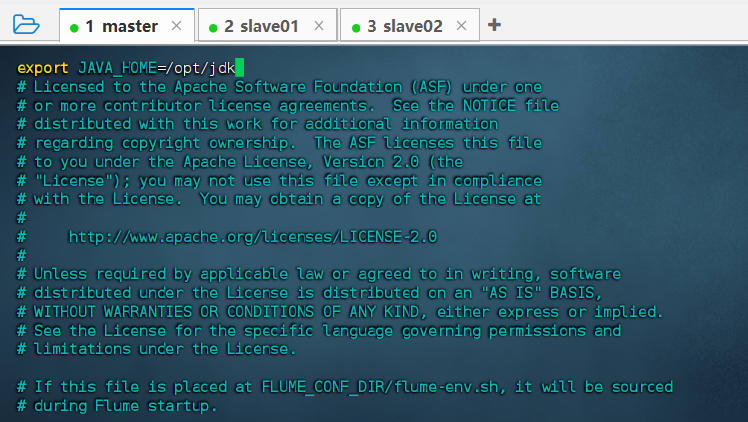 1 master × 2 slave01 × 3 slave02 × +
export JAVA_HOME=/opt/jdk
# Licensed to the Apache Software Foundation (ASF) under one
# or more contributor license agreements.  See the NOTICE file
# distributed with this work for additional information
# regarding copyright ownership.  The ASF licenses this file
# to you under the Apache License, Version 2.0 (the
# "License"); you may not use this file except in compliance
# with the License.  You may obtain a copy of the License at
#
#     http://www.apache.org/licenses/LICENSE-2.0
#
# Unless required by applicable law or agreed to in writing, software
# distributed under the License is distributed on an "AS IS" BASIS,
# WITHOUT WARRANTIES OR CONDITIONS OF ANY KIND, either express or implied.
# See the License for the specific language governing permissions and
# limitations under the License.

# If this file is placed at FLUME_CONF_DIR/flume-env.sh, it will be sourced
# during Flume startup.